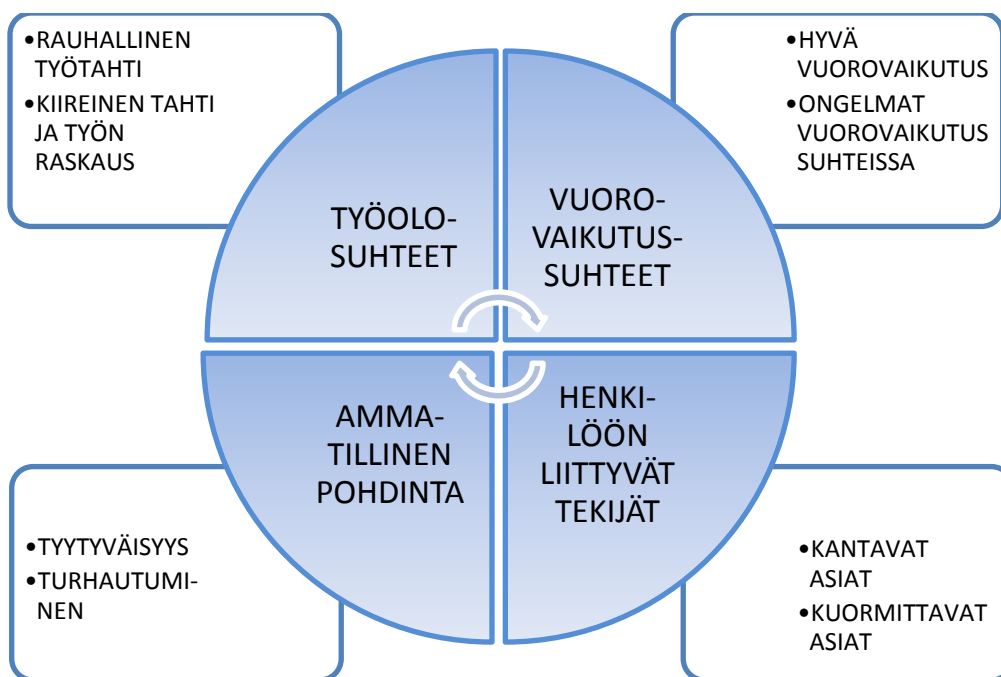 •RAUHALLINEN
TYÖTAHTI
•KIIREINEN TAHTI
JA TYÖN
RASKAUS
•HYVÄ
VUOROVAIKUTUS
•ONGELMAT
VUOROVAIKUTUS
SUHTEISSA
TYÖOLO-
SUHTEET
VUORO-
VAIKUTUS-
SUHTEET
AMMA-
TILLINEN
POHDINTA
HENKI-
LÖÖN
LIITTYVÄT
TEKIJÄT
•TYYTYVÄISYYS
•TURHAUTUMI-
NEN
•KANTAVAT
ASIAT
•KUORMITTAVAT
ASIAT